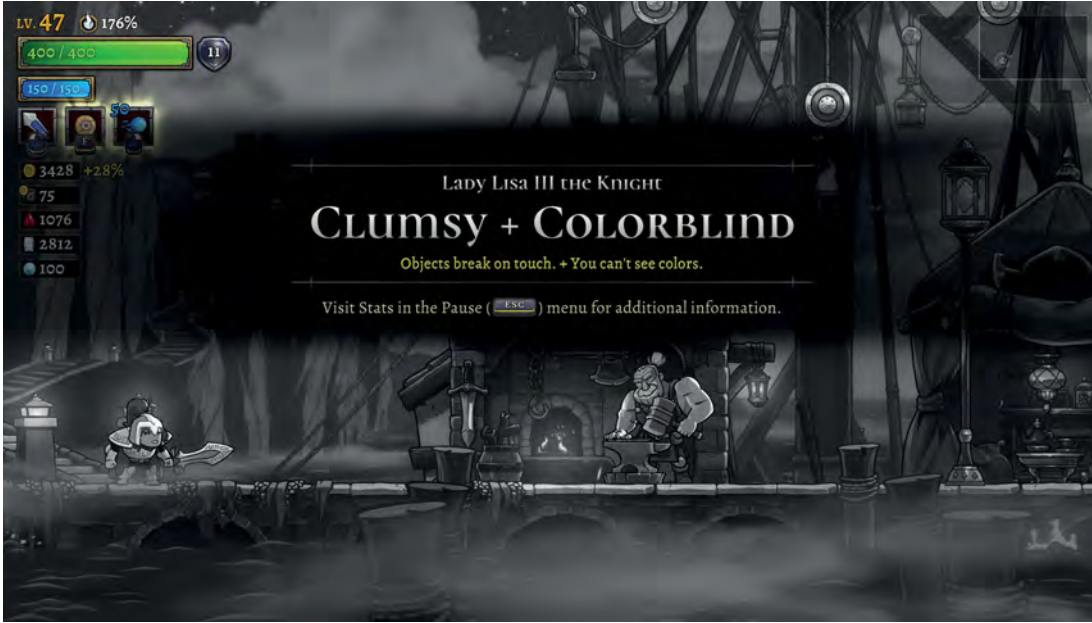 LV. 47 176%
400 / 400 11
150 / 150
50
F
3428 +28%
75
1076
2812
100
Lady Lisa III the Knight
Clumsy + Colorblind
Objects break on touch. + You can't see colors.
Visit Stats in the Pause ( ESC ) menu for additional information.